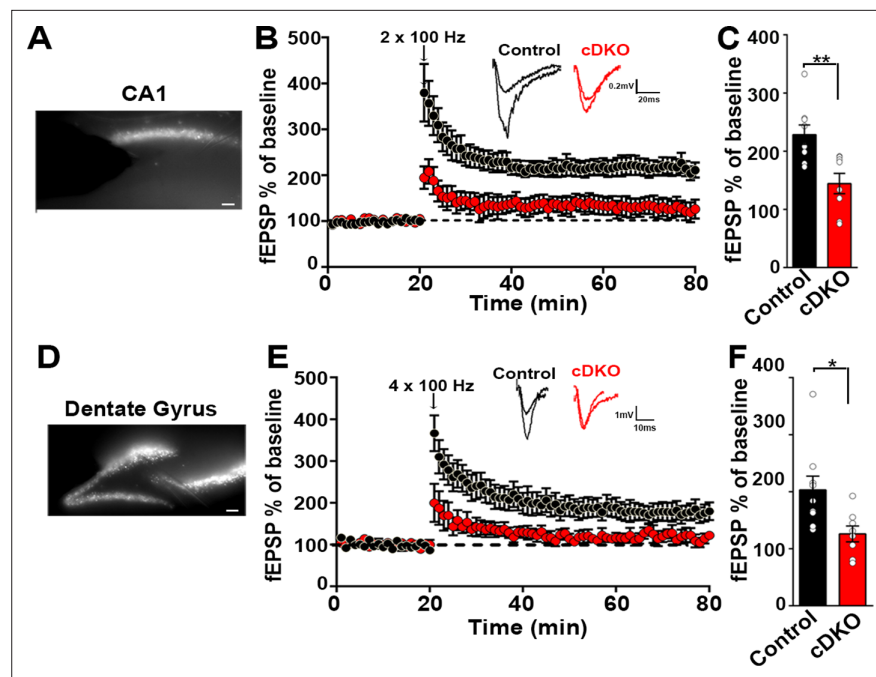 A
CA1
B
fEPSP % of baseline
500
400
300
200
100
0
2 x 100 Hz
Control
cDKO
0.2mV
20ms
0
20
40
60
80
Time (min)
C
fEPSP % of baseline
400
300
200
100
0
**
Control
cDKO
D
Dentate Gyrus
E
fEPSP % of baseline
500
400
300
200
100
0
4 x 100 Hz
Control
cDKO
1mV
10ms
0
20
40
60
80
Time (min)
F
fEPSP % of baseline
400
300
200
100
0
*
Control
cDKO